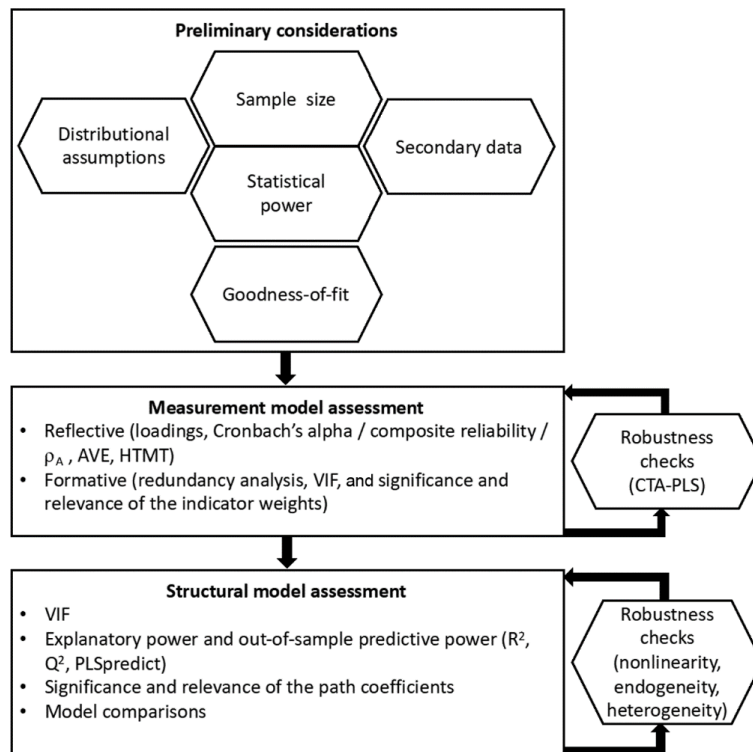 Preliminary considerations
Sample size
Distributional
assumptions
Secondary data
Statistical
power
Goodness-of-fit
Measurement model assessment
• Reflective (loadings, Cronbach's alpha / composite reliability /
ρA , AVE, HTMT)
• Formative (redundancy analysis, VIF, and significance and
relevance of the indicator weights)
Robustness
checks
(CTA-PLS)
Structural model assessment
• VIF
• Explanatory power and out-of-sample predictive power (R²,
Q², PLSpredict)
• Significance and relevance of the path coefficients
• Model comparisons
Robustness
checks
(nonlinearity,
endogeneity,
heterogeneity)